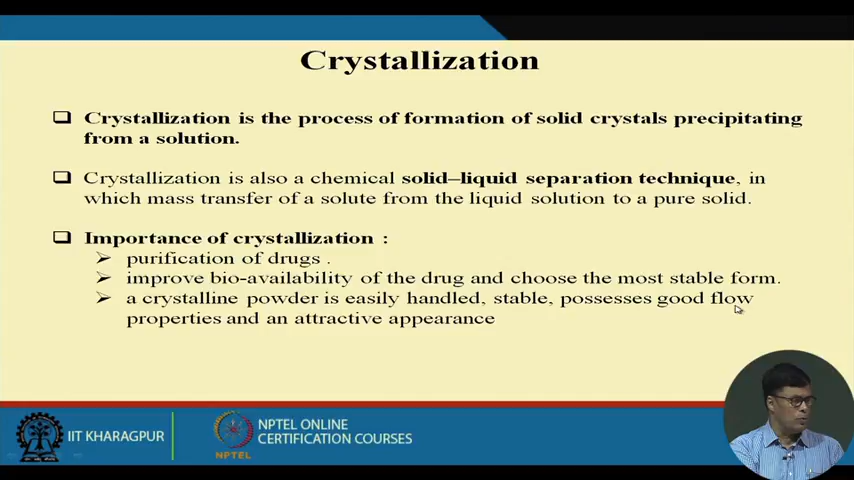 Crystallization
❑ Crystallization is the process of formation of solid crystals precipitating
from a solution.
❑ Crystallization is also a chemical solid–liquid separation technique, in
which mass transfer of a solute from the liquid solution to a pure solid.
❑ Importance of crystallization :
➢ purification of drugs .
➢ improve bio-availability of the drug and choose the most stable form.
➢ a crystalline powder is easily handled, stable, possesses good flow
properties and an attractive appearance
IIT KHARAGPUR
NPTEL
NPTEL ONLINE
CERTIFICATION COURSES